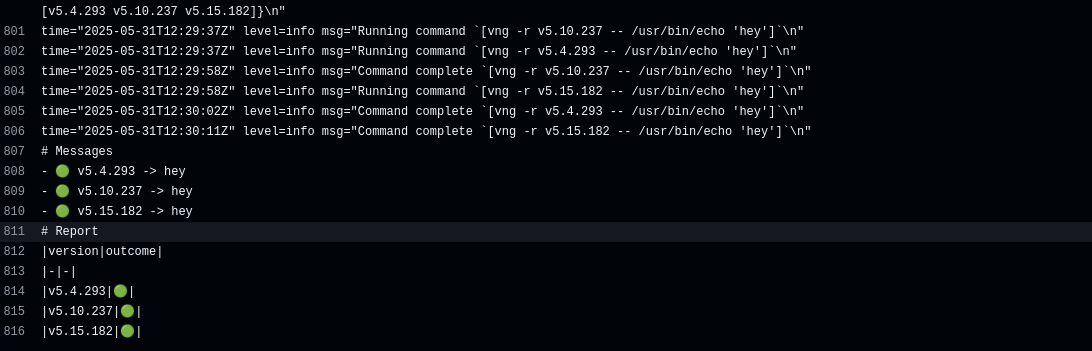 [v5.4.293 v5.10.237 v5.15.182]}\n"
801 time="2025-05-31T12:29:37Z" level=info msg="Running command `[vng -r v5.10.237 -- /usr/bin/echo 'hey']`\n"
802 time="2025-05-31T12:29:37Z" level=info msg="Running command `[vng -r v5.4.293 -- /usr/bin/echo 'hey']`\n"
803 time="2025-05-31T12:29:58Z" level=info msg="Command complete `[vng -r v5.10.237 -- /usr/bin/echo 'hey']`\n"
804 time="2025-05-31T12:29:58Z" level=info msg="Running command `[vng -r v5.15.182 -- /usr/bin/echo 'hey']`\n"
805 time="2025-05-31T12:30:02Z" level=info msg="Command complete `[vng -r v5.4.293 -- /usr/bin/echo 'hey']`\n"
806 time="2025-05-31T12:30:11Z" level=info msg="Command complete `[vng -r v5.15.182 -- /usr/bin/echo 'hey']`\n"
807 # Messages
808 - 🟢 v5.4.293 -> hey
809 - 🟢 v5.10.237 -> hey
810 - 🟢 v5.15.182 -> hey
811 # Report
812 |version|outcome|
813 |-|-|
814 |v5.4.293|🟢|
815 |v5.10.237|🟢|
816 |v5.15.182|🟢|